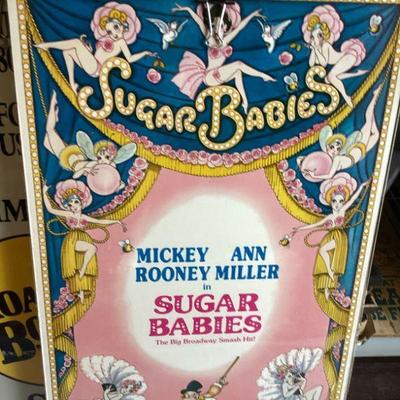 SUGAR BABIES
MICKEY ANN
ROONEY MILLER
in
SUGAR
BABIES
The Big Broadway Smash Hit!